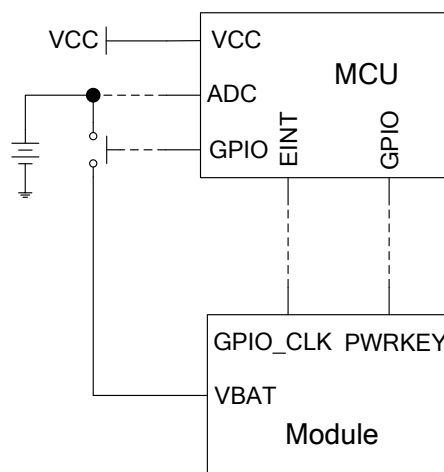 VCC
VCC
MCU
ADC
GPIO
EINT
GPIO
GPIO_CLK
PWRKEY
VBAT
Module